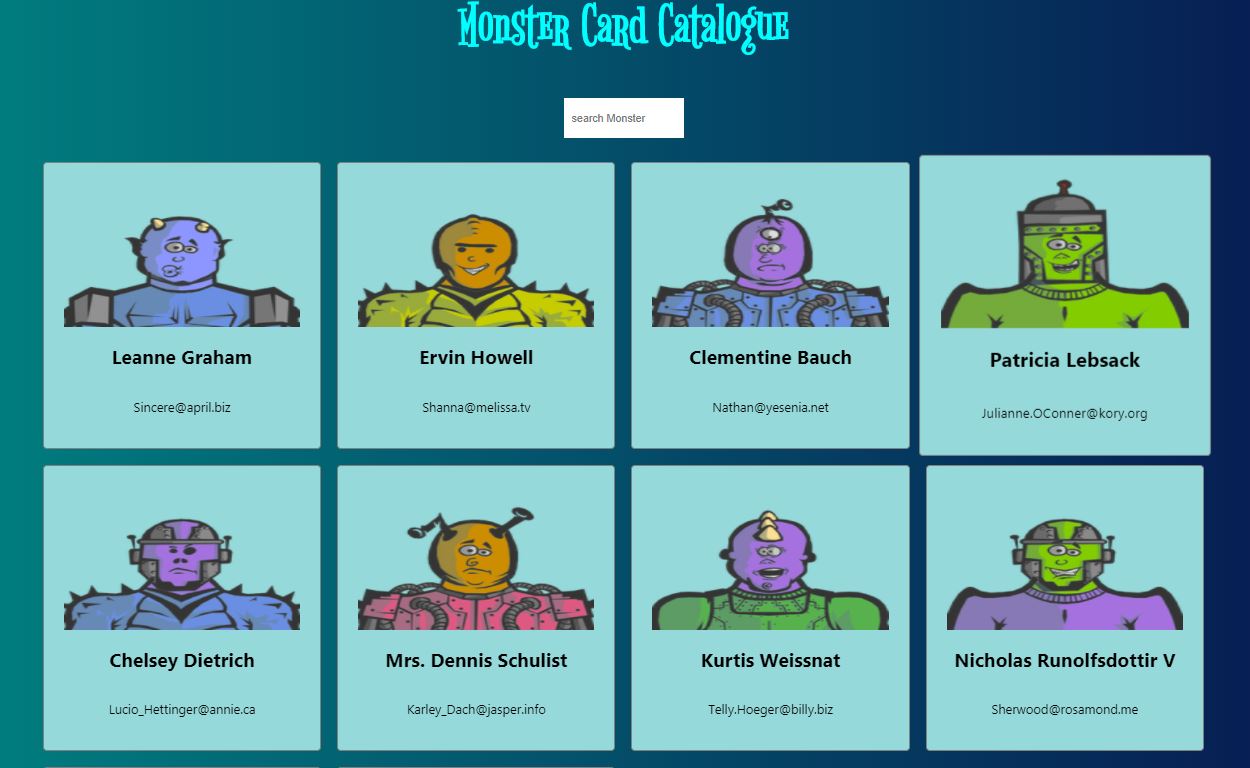 Monster Card Catalogue
search Monster
Leanne Graham
Sincere@april.biz
Ervin Howell
Shanna@melissa.tv
Clementine Bauch
Nathan@yesenia.net
Patricia Lebsack
Julianne.OConner@kory.org
Chelsey Dietrich
Lucio_Hettinger@annie.ca
Mrs. Dennis Schulist
Karley_Dach@jasper.info
Kurtis Weissnat
Telly.Hoeger@billy.biz
Nicholas Runolfsdottir V
Sherwood@rosamond.me